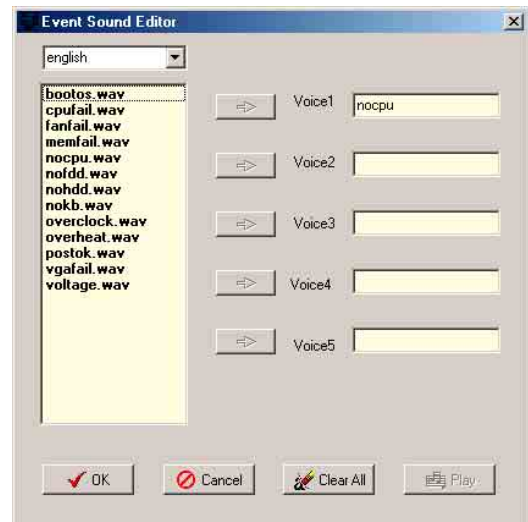 Event Sound Editor
english
bootos.wav
cpufail.wav
fanfail.wav
memfail.wav
nocpu.wav
nofdd.wav
nohdd.wav
nokb.wav
overclock.wav
overheat.wav
postok.wav
vgafail.wav
voltage.wav
Voice1 nocpu
Voice2
Voice3
Voice4
Voice5
OK Cancel Clear All Play